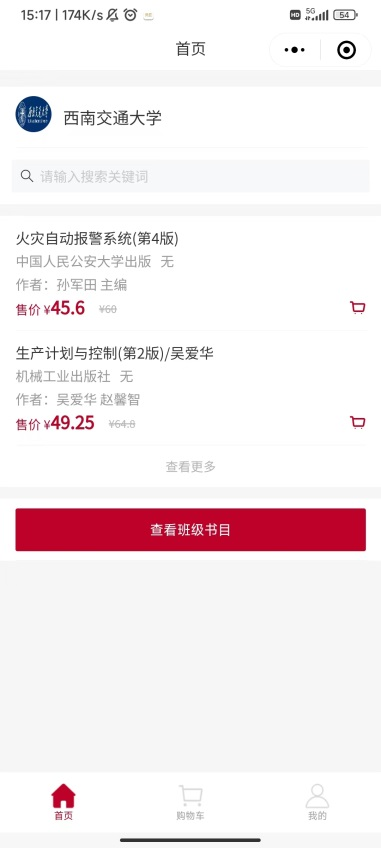 15:17 | 174K/s
HD 5G 54
首页
西南交通大学
请输入搜索关键词
火灾自动报警系统(第4版)
中国人民公安大学出版 无
作者：孙军田 主编
售价 ¥45.6 ¥60
生产计划与控制(第2版)/吴爱华
机械工业出版社 无
作者：吴爱华 赵馨智
售价 ¥49.25 ¥64.8
查看更多
查看班级书目
首页
购物车
我的